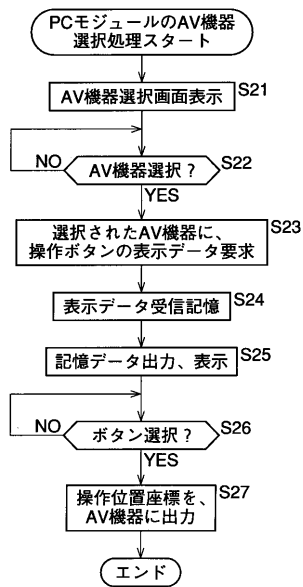 PCモジュールのAV機器
選択処理スタート
AV機器選択画面表示
S21
NO
AV機器選択？
S22
YES
選択されたAV機器に、
操作ボタンの表示データ要求
S23
表示データ受信記憶
S24
記憶データ出力、表示
S25
NO
ボタン選択？
S26
YES
操作位置座標を、
AV機器に出力
S27
エンド